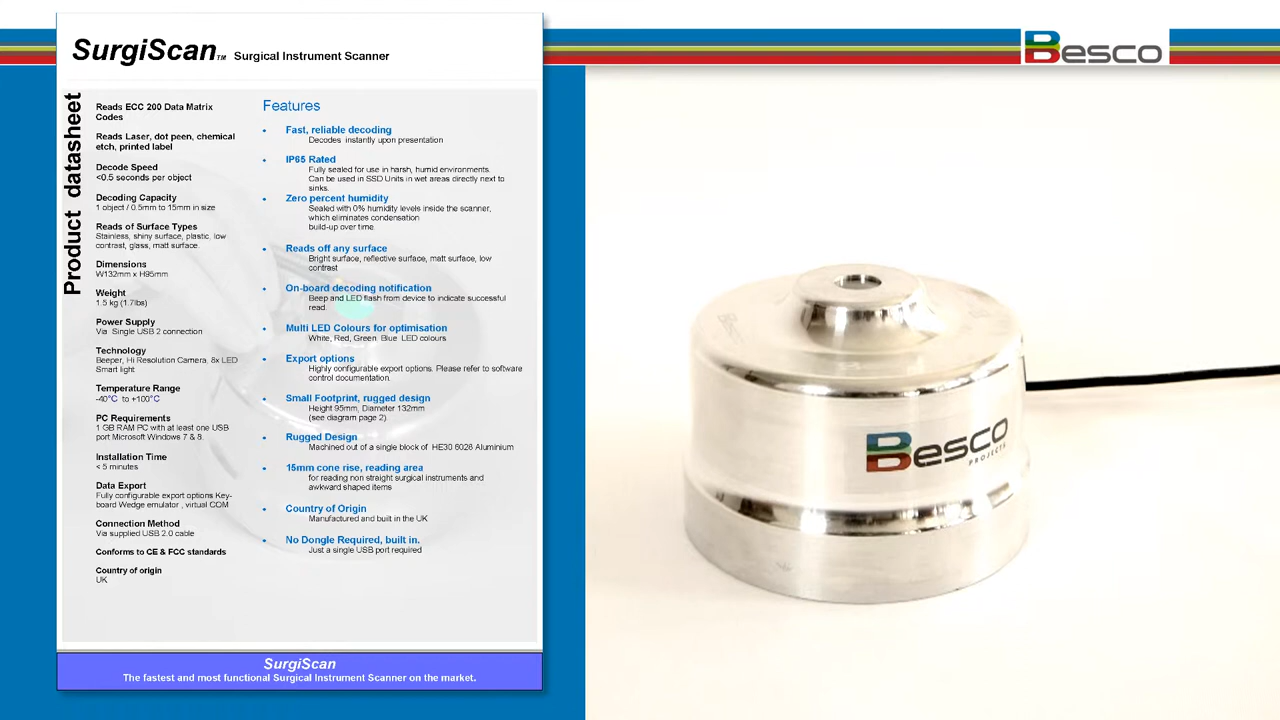 SurgiScan TM Surgical Instrument Scanner
Besco
Product datasheet
Reads ECC 200 Data Matrix
Codes
Reads Laser, dot peen, chemical
etch, printed label
Decode Speed
<0.5 seconds per object
Decoding Capacity
1 object / 0.5mm to 15mm in size
Reads of Surface Types
Stainless, shiny surface, plastic, low
contrast, glass, matt surface.
Dimensions
W132mm x H95mm
Weight
1.5 kg (1.7lbs)
Power Supply
Via Single USB 2 connection
Technology
Beeper, Hi Resolution Camera, 8x LED
Smart light
Temperature Range
-40°C to +100°C
PC Requirements
1 GB RAM PC with at least one USB
port Microsoft Windows 7 & 8.
Installation Time
< 5 minutes
Data Export
Fully configurable export options Key-
board Wedge emulator , virtual COM
Connection Method
Via supplied USB 2.0 cable
Conforms to CE & FCC standards
Country of origin
UK
Features
• Fast, reliable decoding
Decodes instantly upon presentation
• IP65 Rated
Fully sealed for use in harsh, humid environments.
Can be used in SSD Units in wet areas directly next to
sinks.
• Zero percent humidity
Sealed with 0% humidity levels inside the scanner,
which eliminates condensation
build-up over time.
• Reads off any surface
Bright surface, reflective surface, matt surface, low
contrast
• On-board decoding notification
Beep and LED flash from device to indicate successful
read.
• Multi LED Colours for optimisation
White, Red, Green, Blue LED colours
• Export options
Highly configurable export options. Please refer to software
control documentation.
• Small Footprint, rugged design
Height 95mm, Diameter 132mm
(see diagram page 2).
• Rugged Design
Machined out of a single block of HE30 6028 Aluminium
• 15mm cone rise, reading area
for reading non straight surgical instruments and
awkward shaped items
• Country of Origin
Manufactured and built in the UK
• No Dongle Required, built in.
Just a single USB port required
SurgiScan
The fastest and most functional Surgical Instrument Scanner on the market.
Besco
Besco
PROJECTS